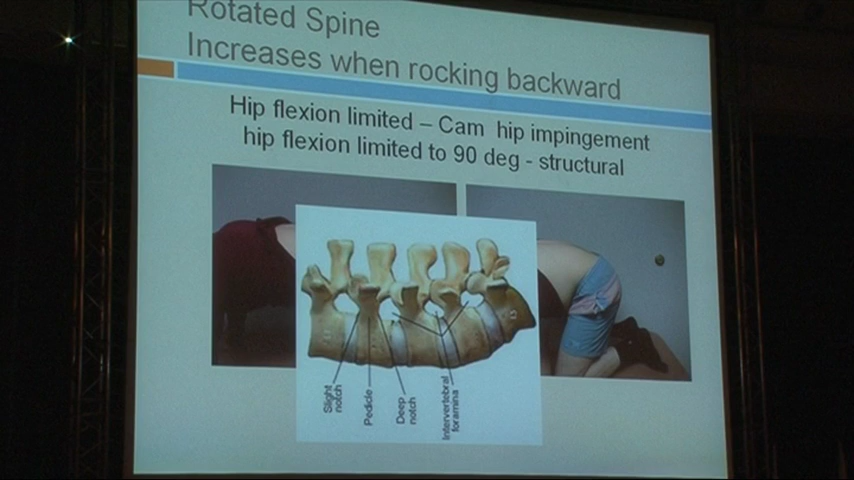 Rotated Spine
Increases when rocking backward
Hip flexion limited – Cam hip impingement
hip flexion limited to 90 deg - structural
Slight
notch
Pedicle
Deep
notch
Intervertebral
foramina